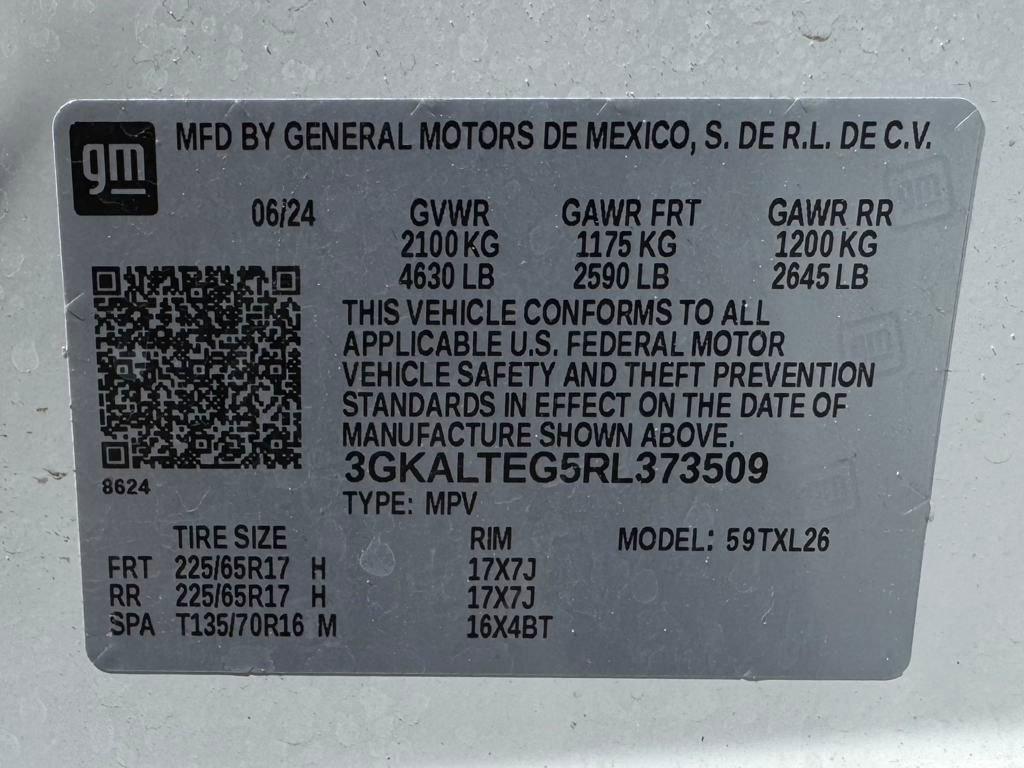 gm
MFD BY GENERAL MOTORS DE MEXICO, S. DE R.L. DE C.V.
06/24 GVWR GAWR FRT GAWR RR
2100 KG 1175 KG 1200 KG
4630 LB 2590 LB 2645 LB
THIS VEHICLE CONFORMS TO ALL
APPLICABLE U.S. FEDERAL MOTOR
VEHICLE SAFETY AND THEFT PREVENTION
STANDARDS IN EFFECT ON THE DATE OF
MANUFACTURE SHOWN ABOVE.
3GKALTEG5RL373509
8624
TYPE: MPV
TIRE SIZE RIM MODEL: 59TXL26
FRT 225/65R17 H 17X7J
RR 225/65R17 H 17X7J
SPA T135/70R16 M 16X4BT